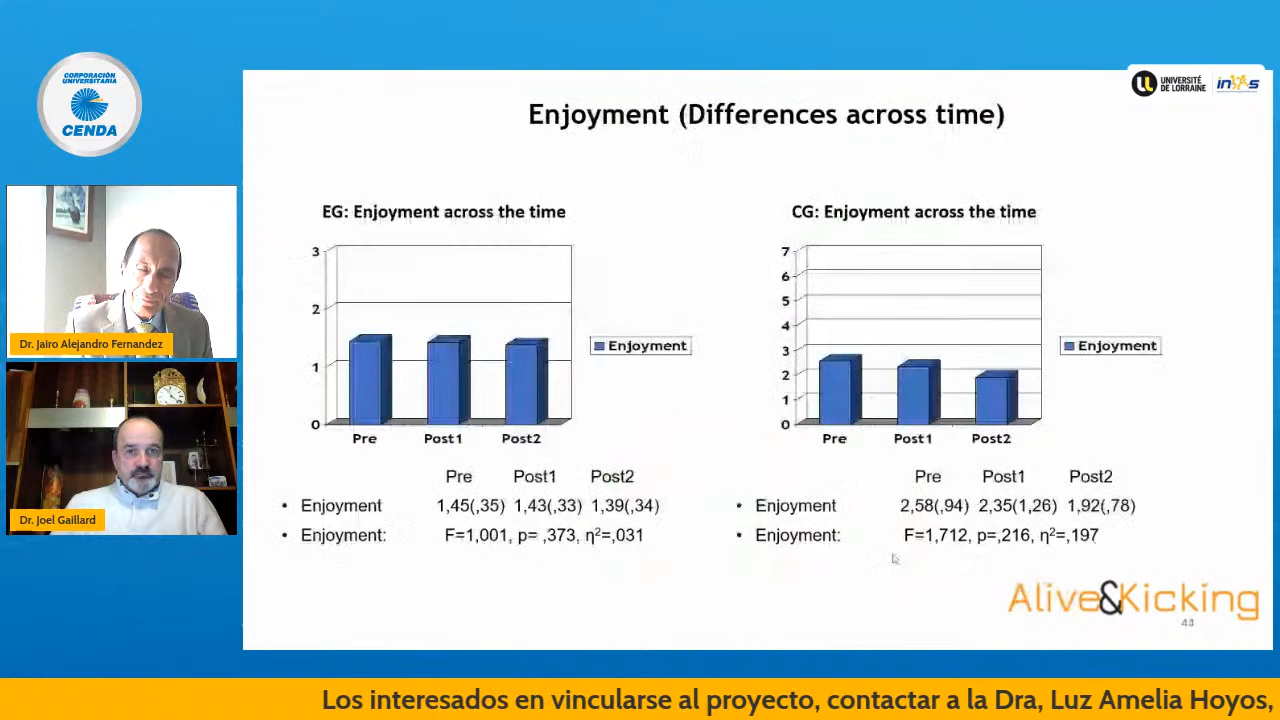 CORPORACIÓN
UNIVERSITARIA
CENDA
UNIVERSITÉ
DE LORRAINE
Enjoyment (Differences across time)
EG: Enjoyment across the time
3
2
1
0
Pre Post1 Post2
Enjoyment
Pre Post1 Post2
• Enjoyment 1,45(,35) 1,43(,33) 1,39(,34)
• Enjoyment: F=1,001, p= ,373, η²=,031
CG: Enjoyment across the time
7
6
5
4
3
2
1
0
Pre Post1 Post2
Enjoyment
Pre Post1 Post2
• Enjoyment 2,58(,94) 2,35(1,26) 1,92(,78)
• Enjoyment: F=1,712, p=,216, η²=,197
Alive&Kicking
Dr. Jairo Alejandro Fernandez
Dr. Joel Gaillard
Los interesados en vincularse al proyecto, contactar a la Dra, Luz Amelia Hoyos,